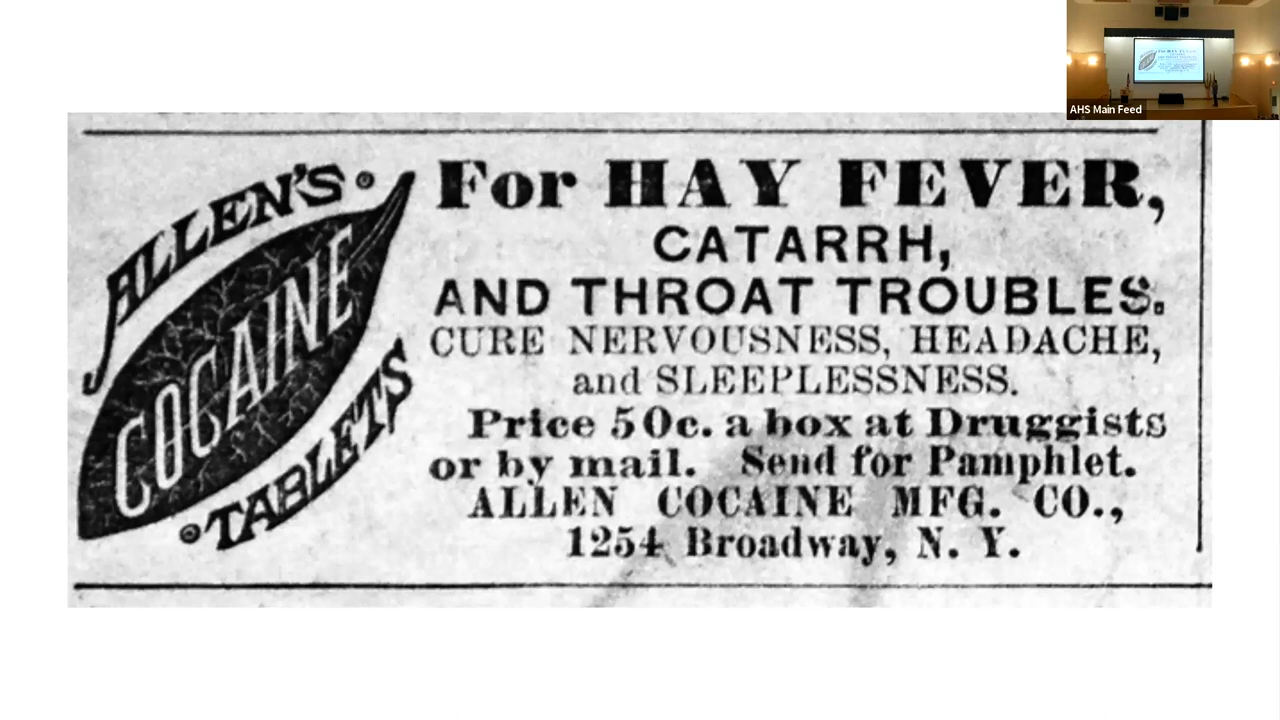 AHS Main Feed
ALLEN'S
COCAINE
TABLETS
For HAY FEVER,
CATARRH,
AND THROAT TROUBLES.
CURE NERVOUSNESS, HEADACHE,
and SLEEPLESSNESS.
Price 50c. a box at Druggists
or by mail. Send for Pamphlet.
ALLEN COCAINE MFG. CO.,
1254 Broadway, N. Y.